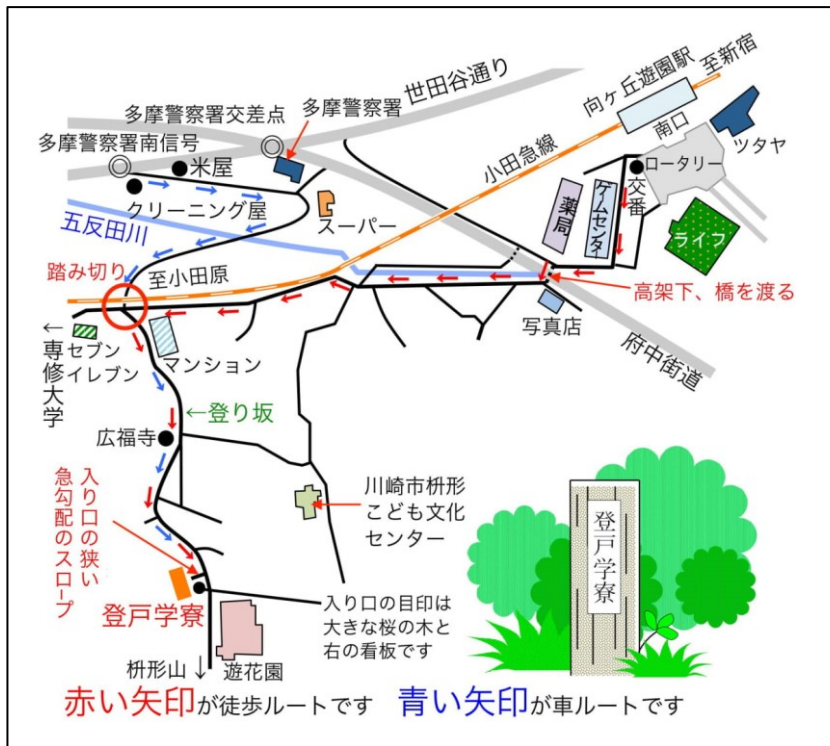 世田谷通り
向ヶ丘遊園駅
至新宿
多摩警察署交差点
多摩警察署
南口
ツタヤ
多摩警察署南信号
米屋
小田急線
ロータリー
交番
クリーニング屋
スーパー
薬局
ゲームセンター
ライフ
五反田川
踏み切り
至小田原
高架下、橋を渡る
写真店
府中街道
←専修大学
セブン
イレブン
マンション
←登り坂
広福寺
入り口の狭い
急勾配のスロープ
川崎市枡形
こども文化
センター
登戸学寮
登戸学寮
入り口の目印は
大きな桜の木と
右の看板です
枡形山↓
遊花園
赤い矢印が徒歩ルートです 青い矢印が車ルートです